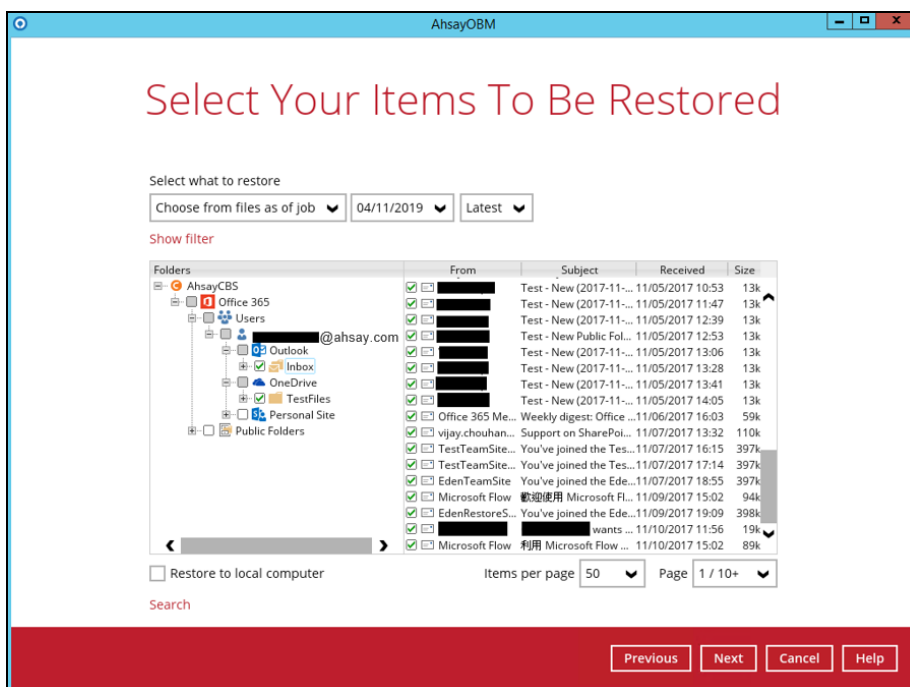 AhsayOBM
Select Your Items To Be Restored
Select what to restore
Choose from files as of job 04/11/2019 Latest
Show filter
Folders
AhsayCBS
Office 365
Users
@ahsay.com
Outlook
Inbox
OneDrive
TestFiles
Personal Site
Public Folders
From Subject Received Size
Test - New (2017-11-... 11/05/2017 10:53 13k
Test - New (2017-11-... 11/05/2017 11:47 13k
Test - New (2017-11-... 11/05/2017 12:39 13k
Test - New Public Fol... 11/05/2017 12:53 13k
Test - New (2017-11-... 11/05/2017 13:06 13k
Test - New (2017-11-... 11/05/2017 13:28 13k
Test - New (2017-11-... 11/05/2017 13:41 13k
Test - New (2017-11-... 11/05/2017 14:05 13k
Office 365 Me... Weekly digest: Office ... 11/06/2017 16:03 59k
vijay.chouhan... Support on SharePoi... 11/07/2017 13:32 110k
TestTeamSite... You've joined the Tes... 11/07/2017 16:15 397k
TestTeamSite... You've joined the Tes... 11/07/2017 17:14 397k
EdenTeamSite You've joined the Ede... 11/07/2017 18:55 397k
Microsoft Flow 歡迎使用 Microsoft Fl... 11/09/2017 15:02 94k
EdenRestoreS... You've joined the Ede... 11/09/2017 19:09 398k
wants ... 11/10/2017 11:56 19k
Microsoft Flow 利用 Microsoft Flow ... 11/10/2017 15:02 89k
Restore to local computer
Items per page 50 Page 1 / 10+
Search
Previous Next Cancel Help